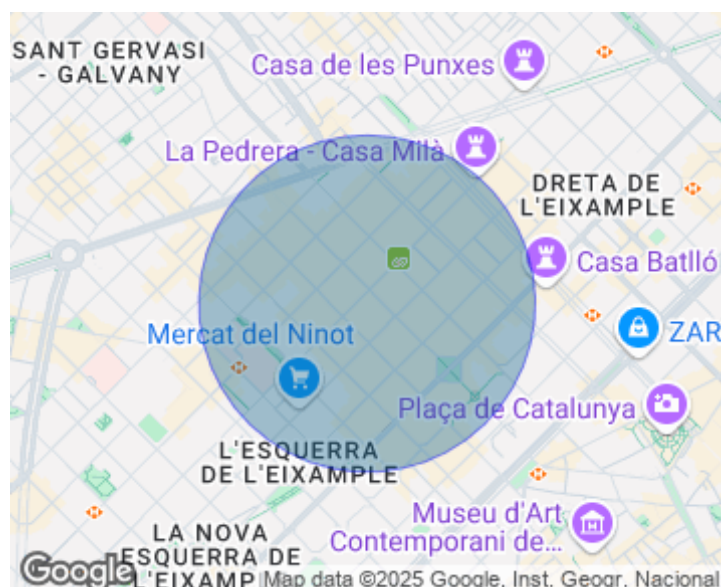 SANT GERVASI
- GALVANY
Casa de les Punxes
La Pedrera - Casa Milà
DRETA DE
L'EIXAMPLE
Casa Batlló
Mercat del Ninot
ZAR
Plaça de Catalunya
L'ESQUERRA
DE L'EIXAMPLE
Museu d'Art
Contemporani de...
LA NOVA
ESQUERRA DE
L'EIXAMP
Google
Map data ©2025 Google, Inst. Geogr. Nacional